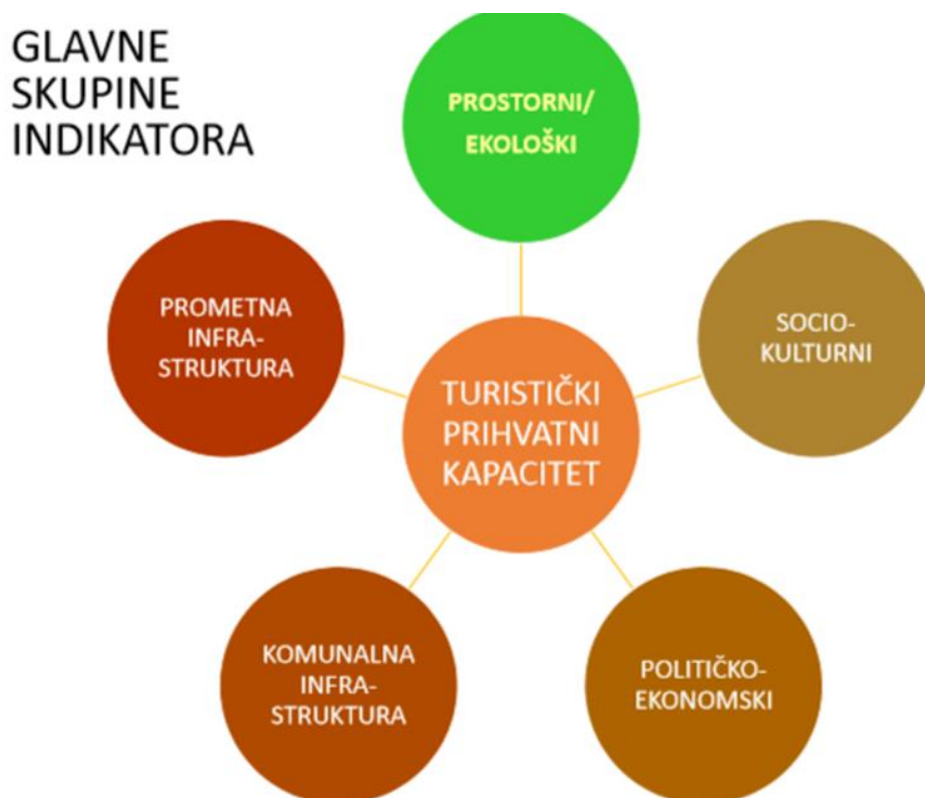 GLAVNE
SKUPINE
INDIKATORA
PROSTORNI/
EKOLOŠKI
PROMETNA
INFRA-
STRUKTURA
SOCIO-
KULTURNI
TURISTIČKI
PRIHVATNI
KAPACITET
KOMUNALNA
INFRA-
STRUKTURA
POLITIČKO-
EKONOMSKI